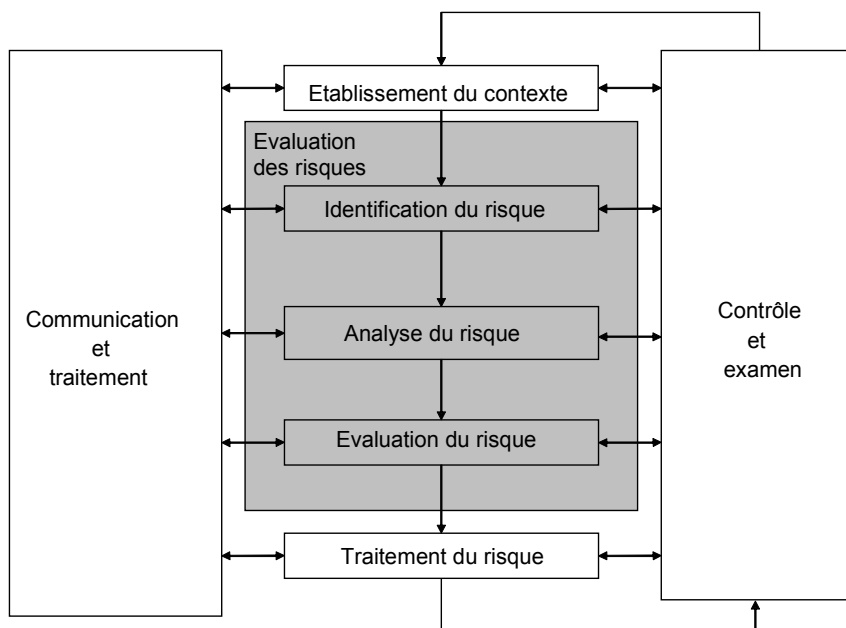 Etablissement du contexte
Evaluation
des risques
Identification du risque
Communication
et
traitement
Analyse du risque
Contrôle
et
examen
Evaluation du risque
Traitement du risque